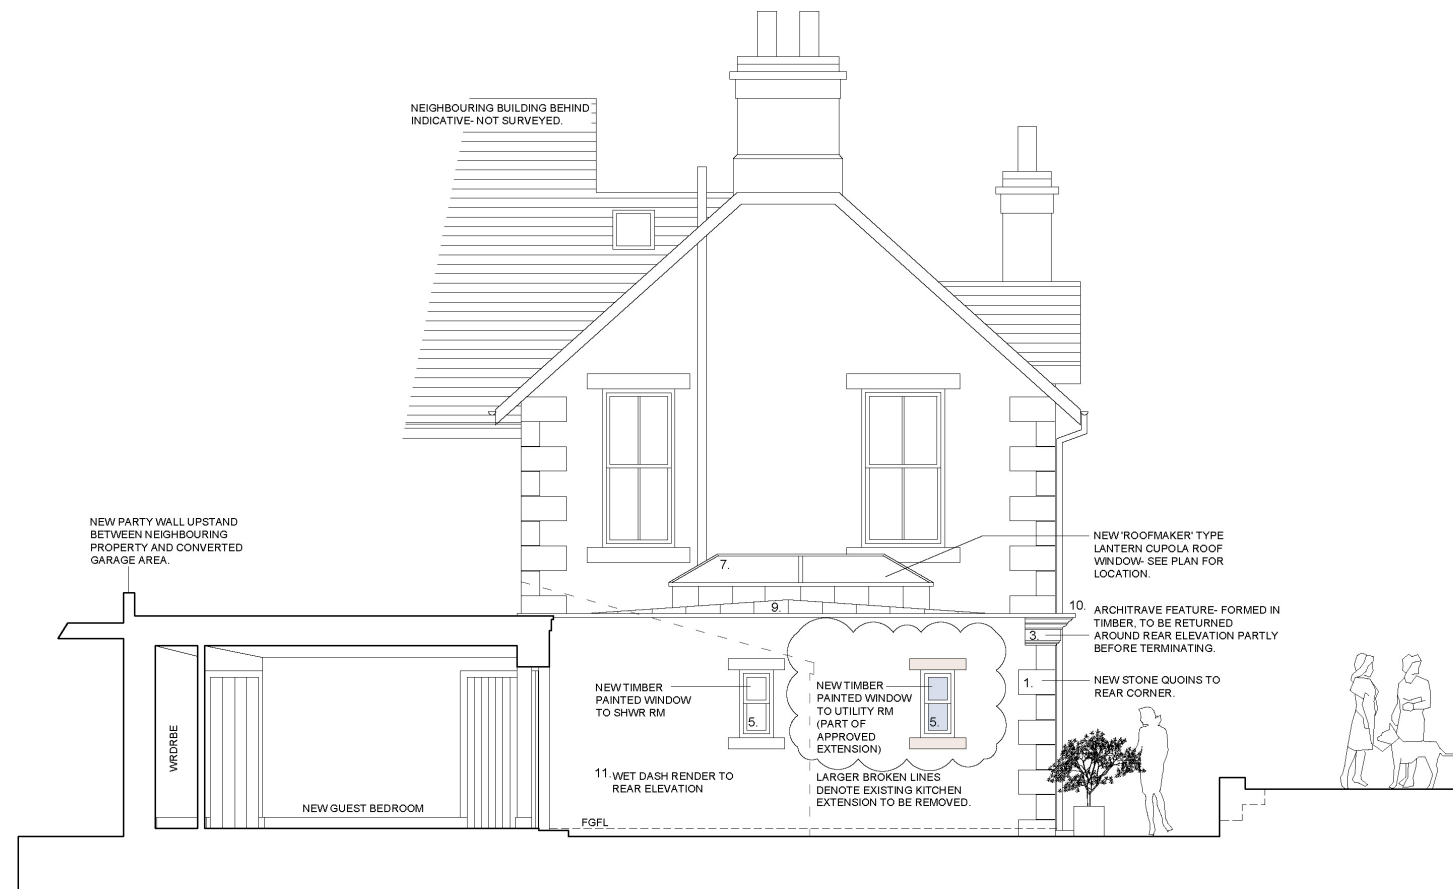 NEIGHBOURING BUILDING BEHIND
INDICATIVE- NOT SURVEYED.
NEW PARTY WALL UPSTAND
BETWEEN NEIGHBOURING
PROPERTY AND CONVERTED
GARAGE AREA.
7.
NEW 'ROOFMAKER' TYPE
LANTERN CUPOLA ROOF
WINDOW- SEE PLAN FOR
LOCATION.
9.
10.
ARCHITRAVE FEATURE- FORMED IN
TIMBER, TO BE RETURNED
AROUND REAR ELEVATION PARTLY
BEFORE TERMINATING.
3.
1.
NEW STONE QUOINS TO
REAR CORNER.
NEW TIMBER
PAINTED WINDOW
TO SHWR RM
5.
NEW TIMBER
PAINTED WINDOW
TO UTILITY RM
(PART OF
APPROVED
EXTENSION)
5.
WRDRBE
11. WET DASH RENDER TO
REAR ELEVATION
LARGER BROKEN LINES
DENOTE EXISTING KITCHEN
EXTENSION TO BE REMOVED.
NEW GUEST BEDROOM
FGFL